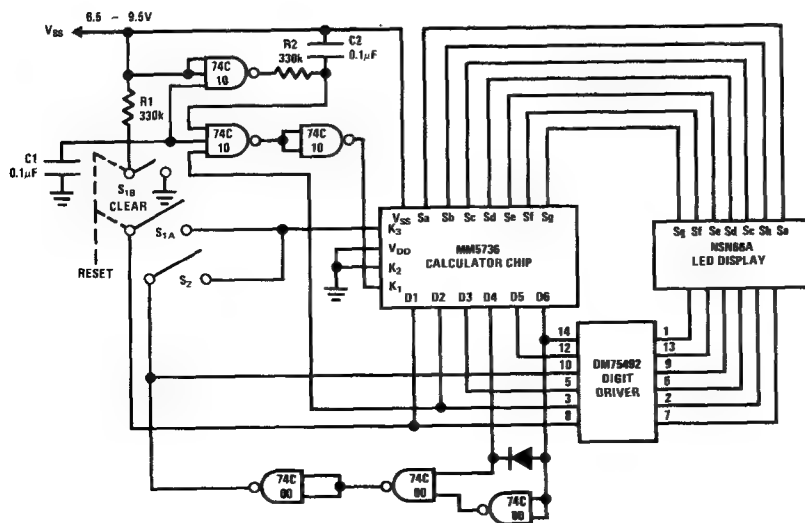 6.5 – 9.5V
VSS
C2
0.1µF
R2
330k
74C
10
R1
330k
74C
10
74C
10
C1
0.1µF
S1B
CLEAR
S1A
RESET
S2
VSS Sa Sb Sc Sd Se Sf Sg
K3
VDD
K2
K1
MM5736
CALCULATOR CHIP
D1 D2 D3 D4 D5 D6
Sg Sf Se Sd Sc Sb Sa
NSN66A
LED DISPLAY
14
12
10
5
3
8
DM75492
DIGIT
DRIVER
1
13
9
6
2
7
74C
00
74C
00
74C
00